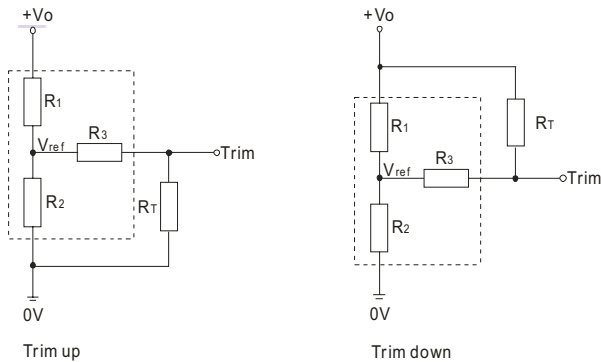 +Vo
R1
R3
Vref
Trim
R2
RT
0V
Trim up
+Vo
R1
RT
R3
Vref
Trim
R2
0V
Trim down